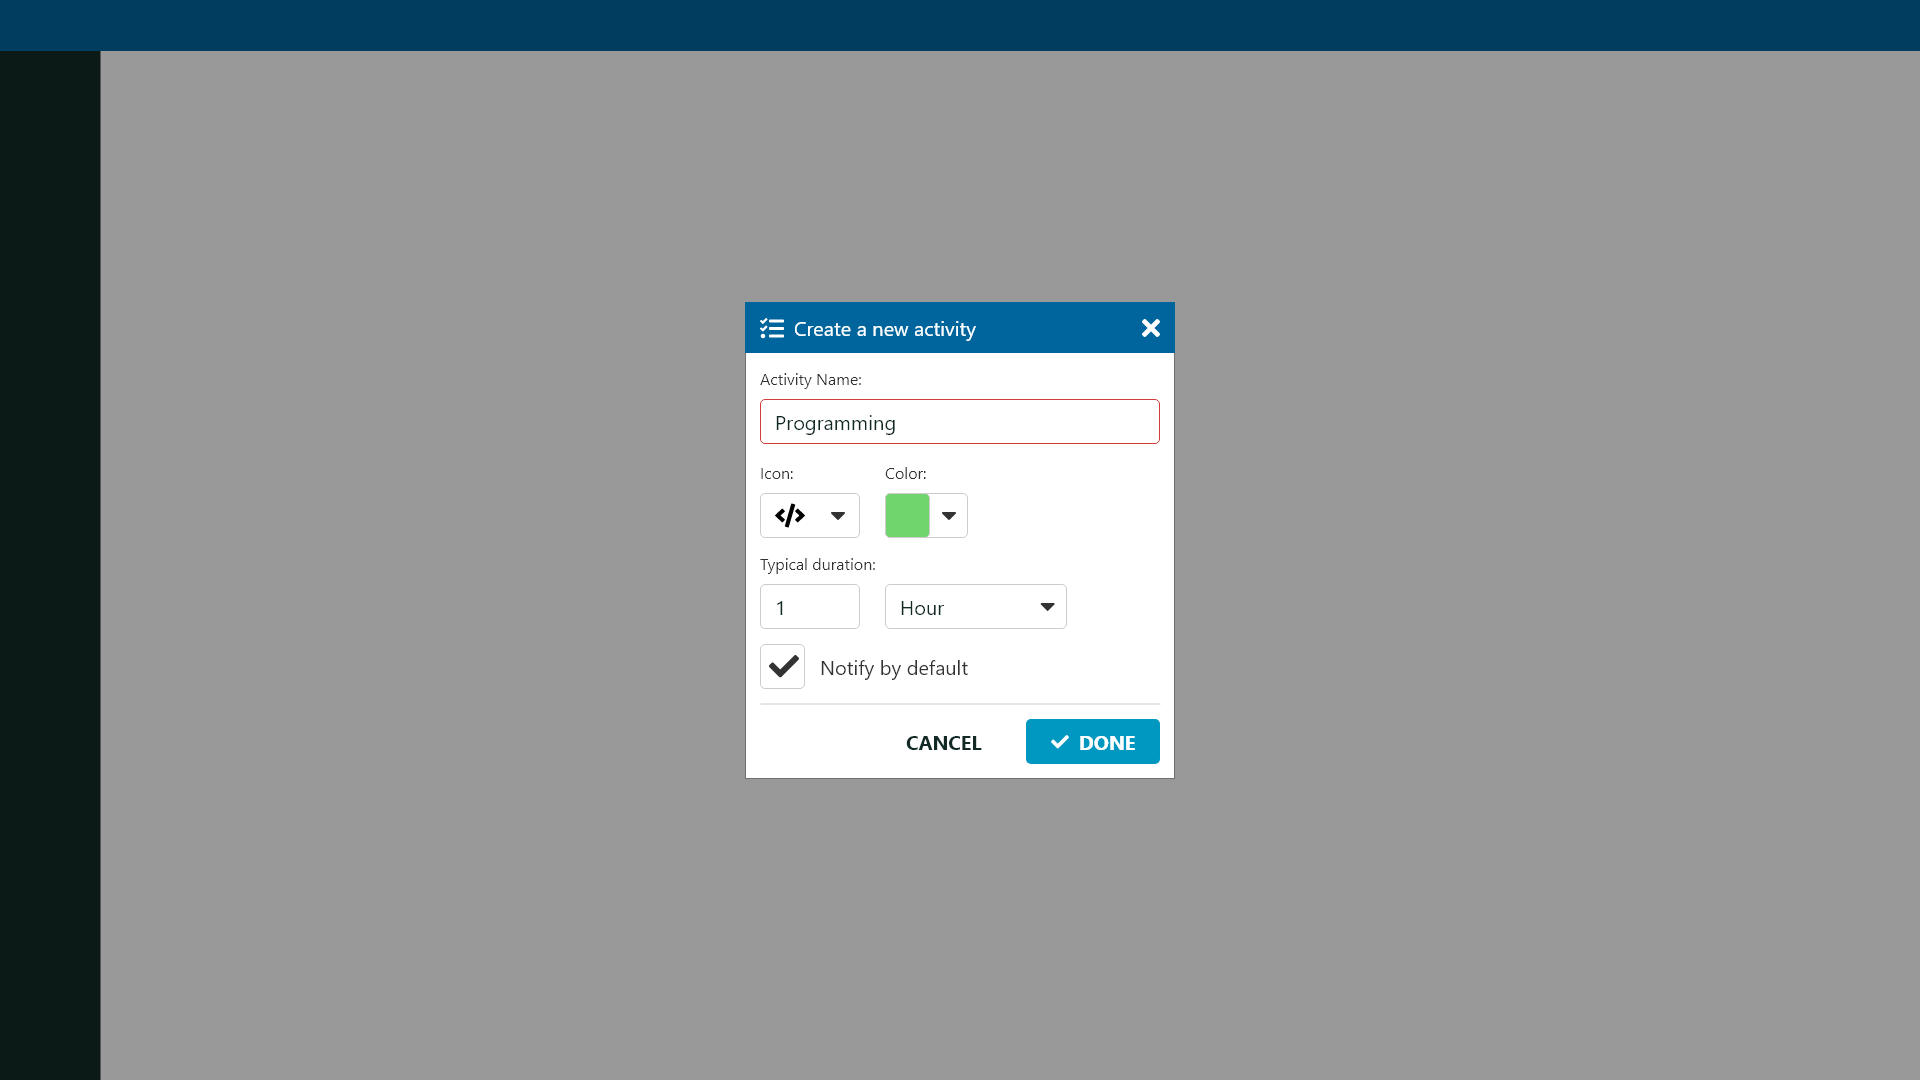 Create a new activity
Activity Name:
Programming
Icon: Color:
Typical duration:
1 Hour
Notify by default
CANCEL DONE